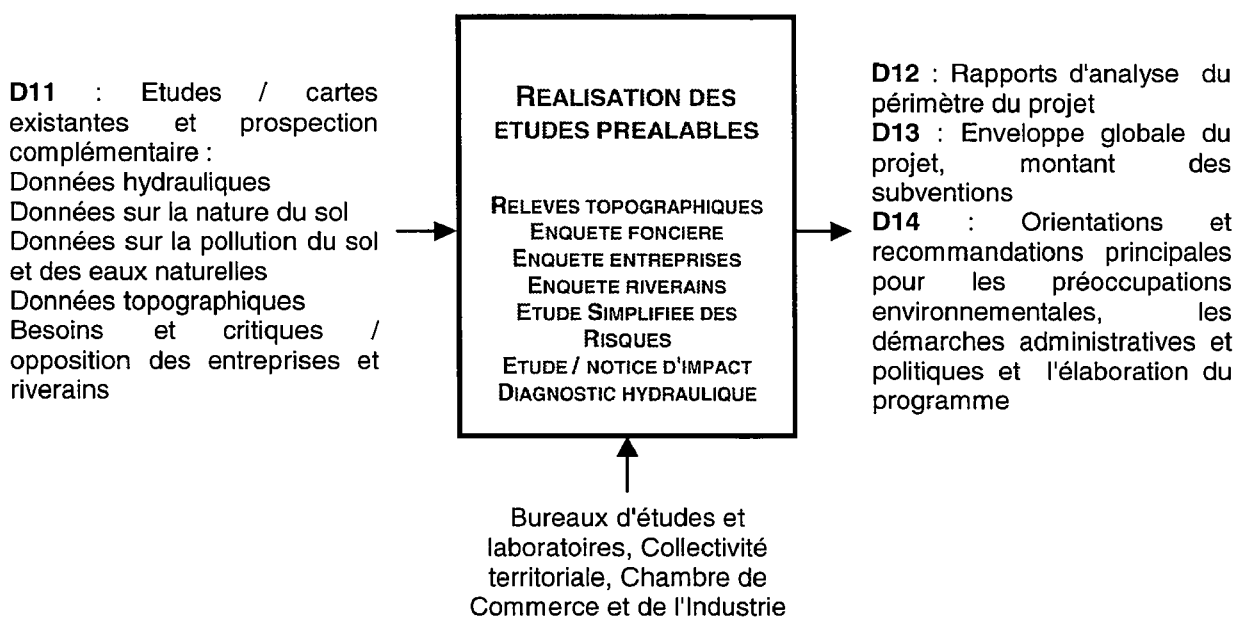 D11 : Etudes / cartes
existantes et prospection
complémentaire :
Données hydrauliques
Données sur la nature du sol
Données sur la pollution du sol
et des eaux naturelles
Données topographiques
Besoins et critiques /
opposition des entreprises et
riverains
REALISATION DES
ETUDES PREALABLES
RELEVES TOPOGRAPHIQUES
ENQUETE FONCIERE
ENQUETE ENTREPRISES
ENQUETE RIVERAINS
ETUDE SIMPLIFIEE DES
RISQUES
ETUDE / NOTICE D'IMPACT
DIAGNOSTIC HYDRAULIQUE
D12 : Rapports d'analyse du
périmètre du projet
D13 : Enveloppe globale du
projet, montant des
subventions
D14 : Orientations et
recommandations principales
pour les préoccupations
environnementales, les
démarches administratives et
politiques et l'élaboration du
programme
Bureaux d'études et
laboratoires, Collectivité
territoriale, Chambre de
Commerce et de l'Industrie